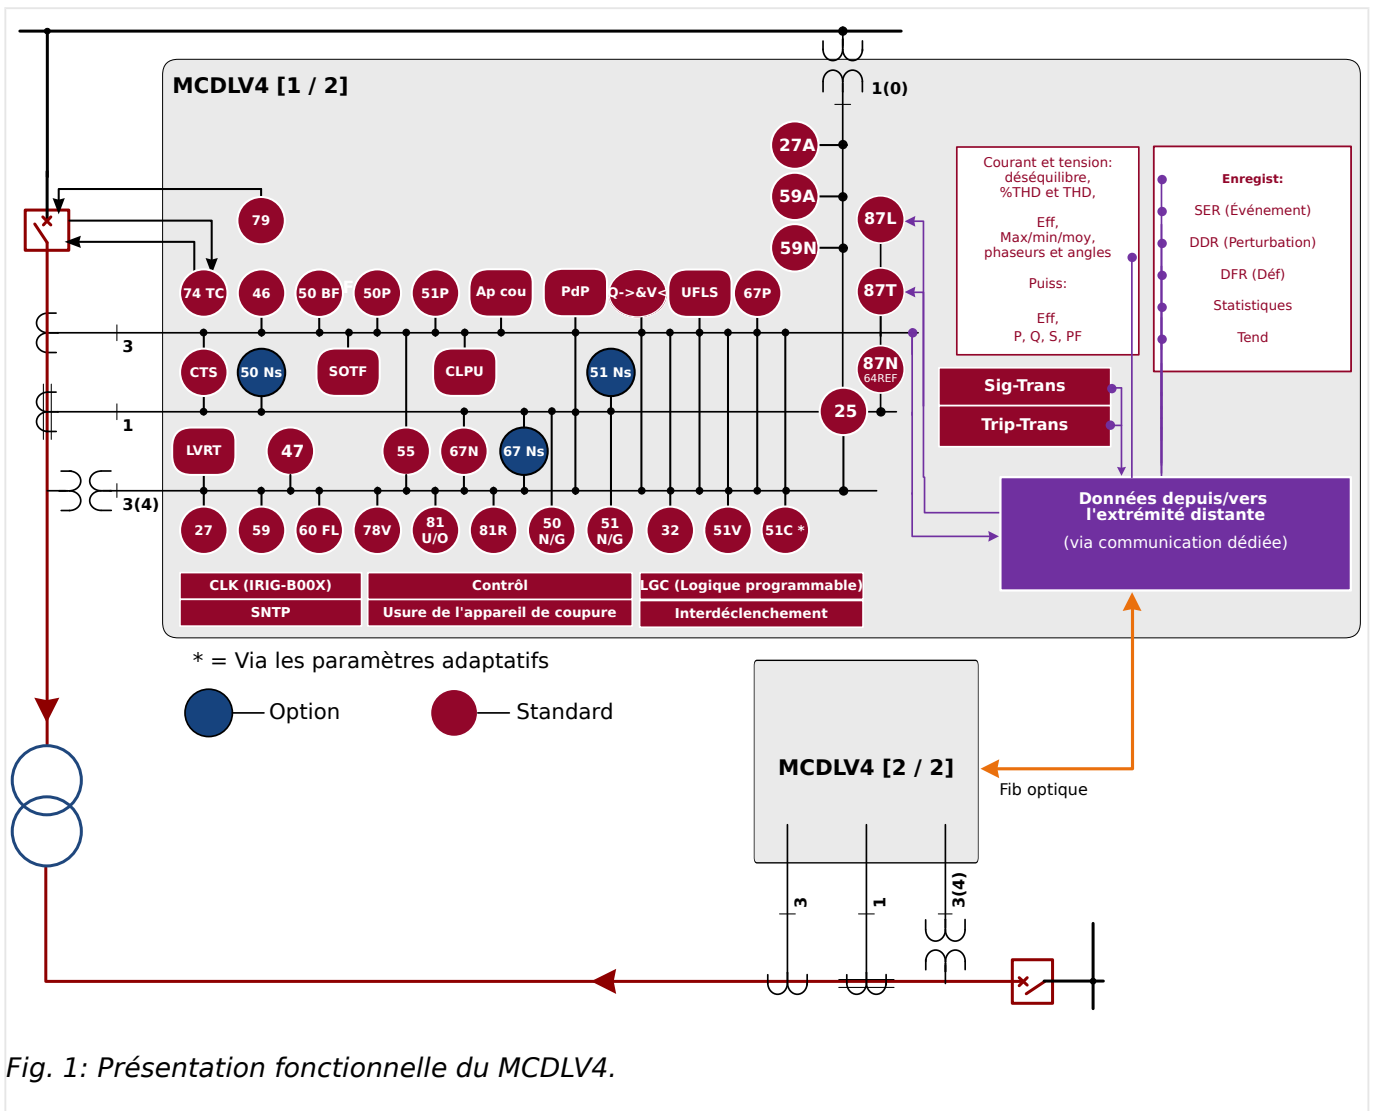 MCDLV4 [1 / 2]
1(0)
27A
59A
59N
87L
87T
87N
64REF
25
79
74 TC
46
50 BF
50P
51P
Ap cou
PdP
Q->&V<
UFLS
67P
3
CTS
50 Ns
SOTF
CLPU
51 Ns
1
LVRT
47
55
67N
67 Ns
3(4)
27
59
60 FL
78V
81
U/O
81R
50
N/G
51
N/G
32
51V
51C *
CLK (IRIG-B00X)
SNTP
Contrôl
Usure de l'appareil de coupure
LGC (Logique programmable)
Interdéclenchement
Courant et tension:
déséquilibre,
%THD et THD,
Eff,
Max/min/moy,
phaseurs et angles
Puiss:
Eff,
P, Q, S, PF
Enregist:
SER (Événement)
DDR (Perturbation)
DFR (Déf)
Statistiques
Tend
Sig-Trans
Trip-Trans
Données depuis/vers
l'extrémité distante
(via communication dédiée)
* = Via les paramètres adaptatifs
Option
Standard
MCDLV4 [2 / 2]
Fib optique
3
1
3(4)
Fig. 1: Présentation fonctionnelle du MCDLV4.